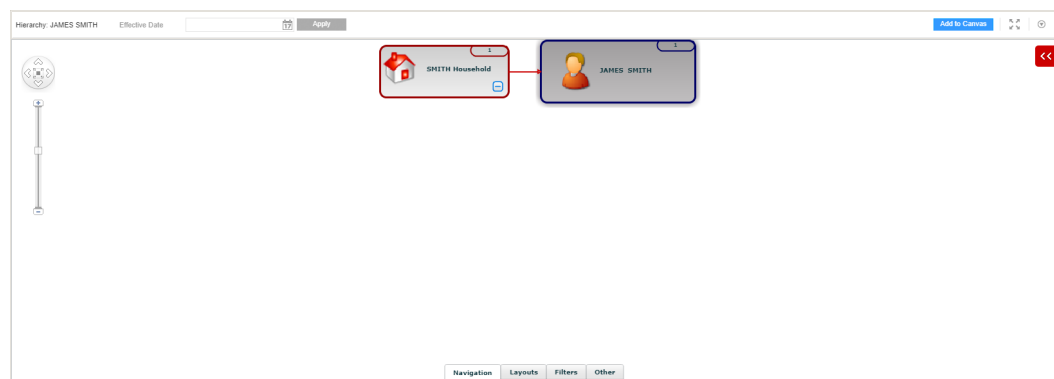 Hierarchy: JAMES SMITH Effective Date 17 Apply Add to Canvas
1 1
SMITH Household JAMES SMITH
Navigation Layouts Filters Other